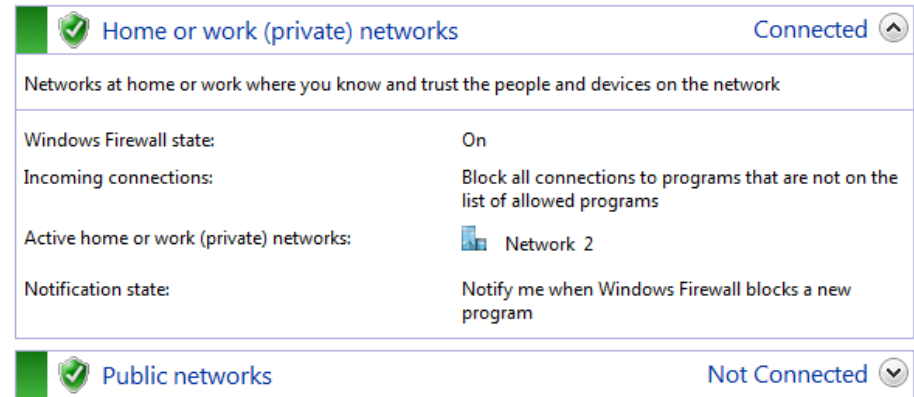 Home or work (private) networks Connected
Networks at home or work where you know and trust the people and devices on the network
Windows Firewall state: On
Incoming connections: Block all connections to programs that are not on the
list of allowed programs
Active home or work (private) networks: Network 2
Notification state: Notify me when Windows Firewall blocks a new
program
Public networks Not Connected